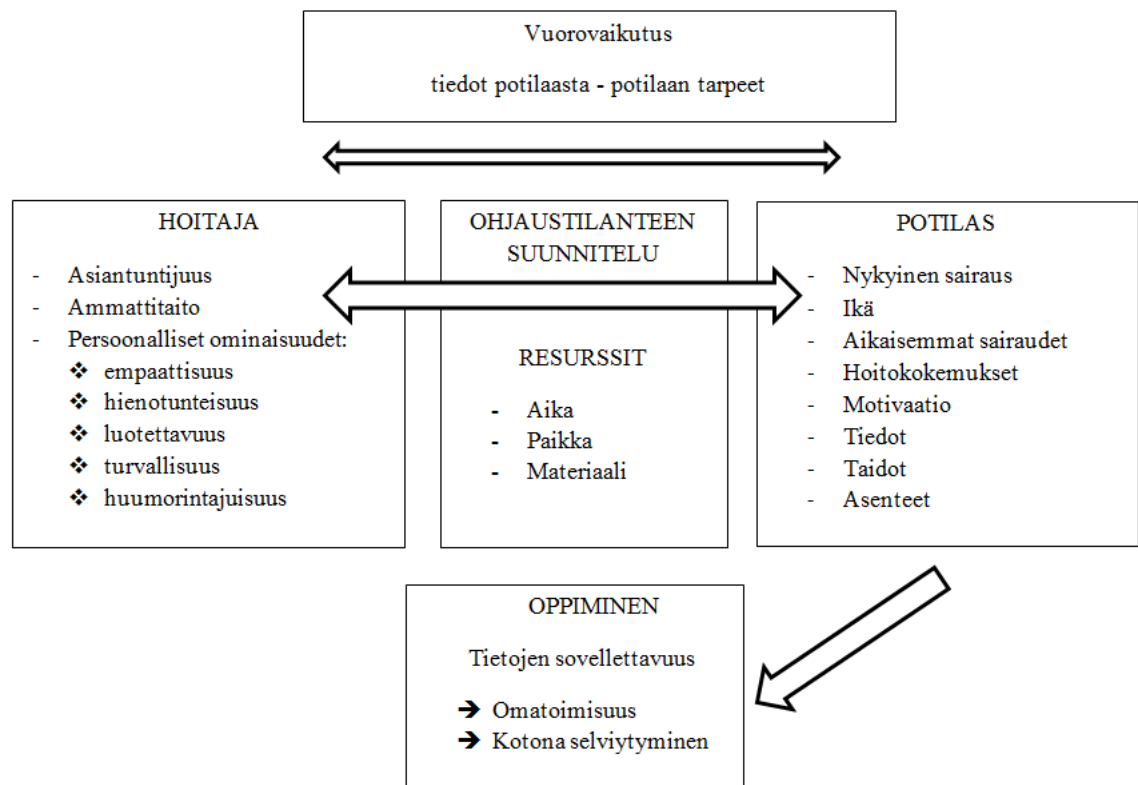 Vuorovaikutus
tiedot potilaasta - potilaan tarpeet
HOITAJA
- Asiantuntijuus
- Ammattitaito
- Persoonalliset ominaisuudet:
❖ empaattisuus
❖ hienotunteisuus
❖ luotettavuus
❖ turvallisuus
❖ huumorintajuisuus
OHJAUSTILANTEEN
SUUNNITELU
RESURSSIT
- Aika
- Paikka
- Materiaali
POTILAS
- Nykyinen sairaus
- Ikä
- Aikaisemmat sairaudet
- Hoitokokemukset
- Motivaatio
- Tiedot
- Taidot
- Asenteet
OPPIMINEN
Tietojen sovellettavuus
➔ Omatoimisuus
➔ Kotona selviytyminen